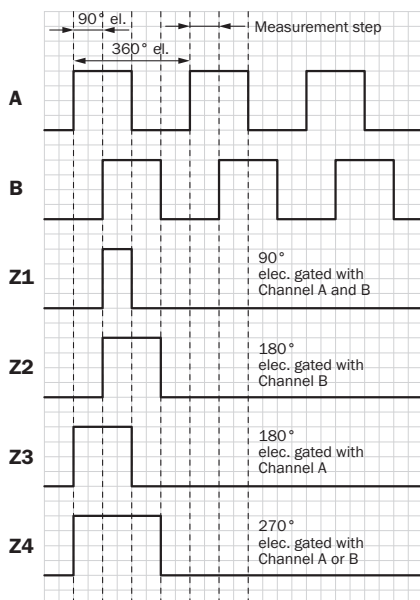 90° el.
Measurement step
360° el.
A
B
Z1
90°
elec. gated with
Channel A and B
Z2
180°
elec. gated with
Channel B
Z3
180°
elec. gated with
Channel A
Z4
270°
elec. gated with
Channel A or B